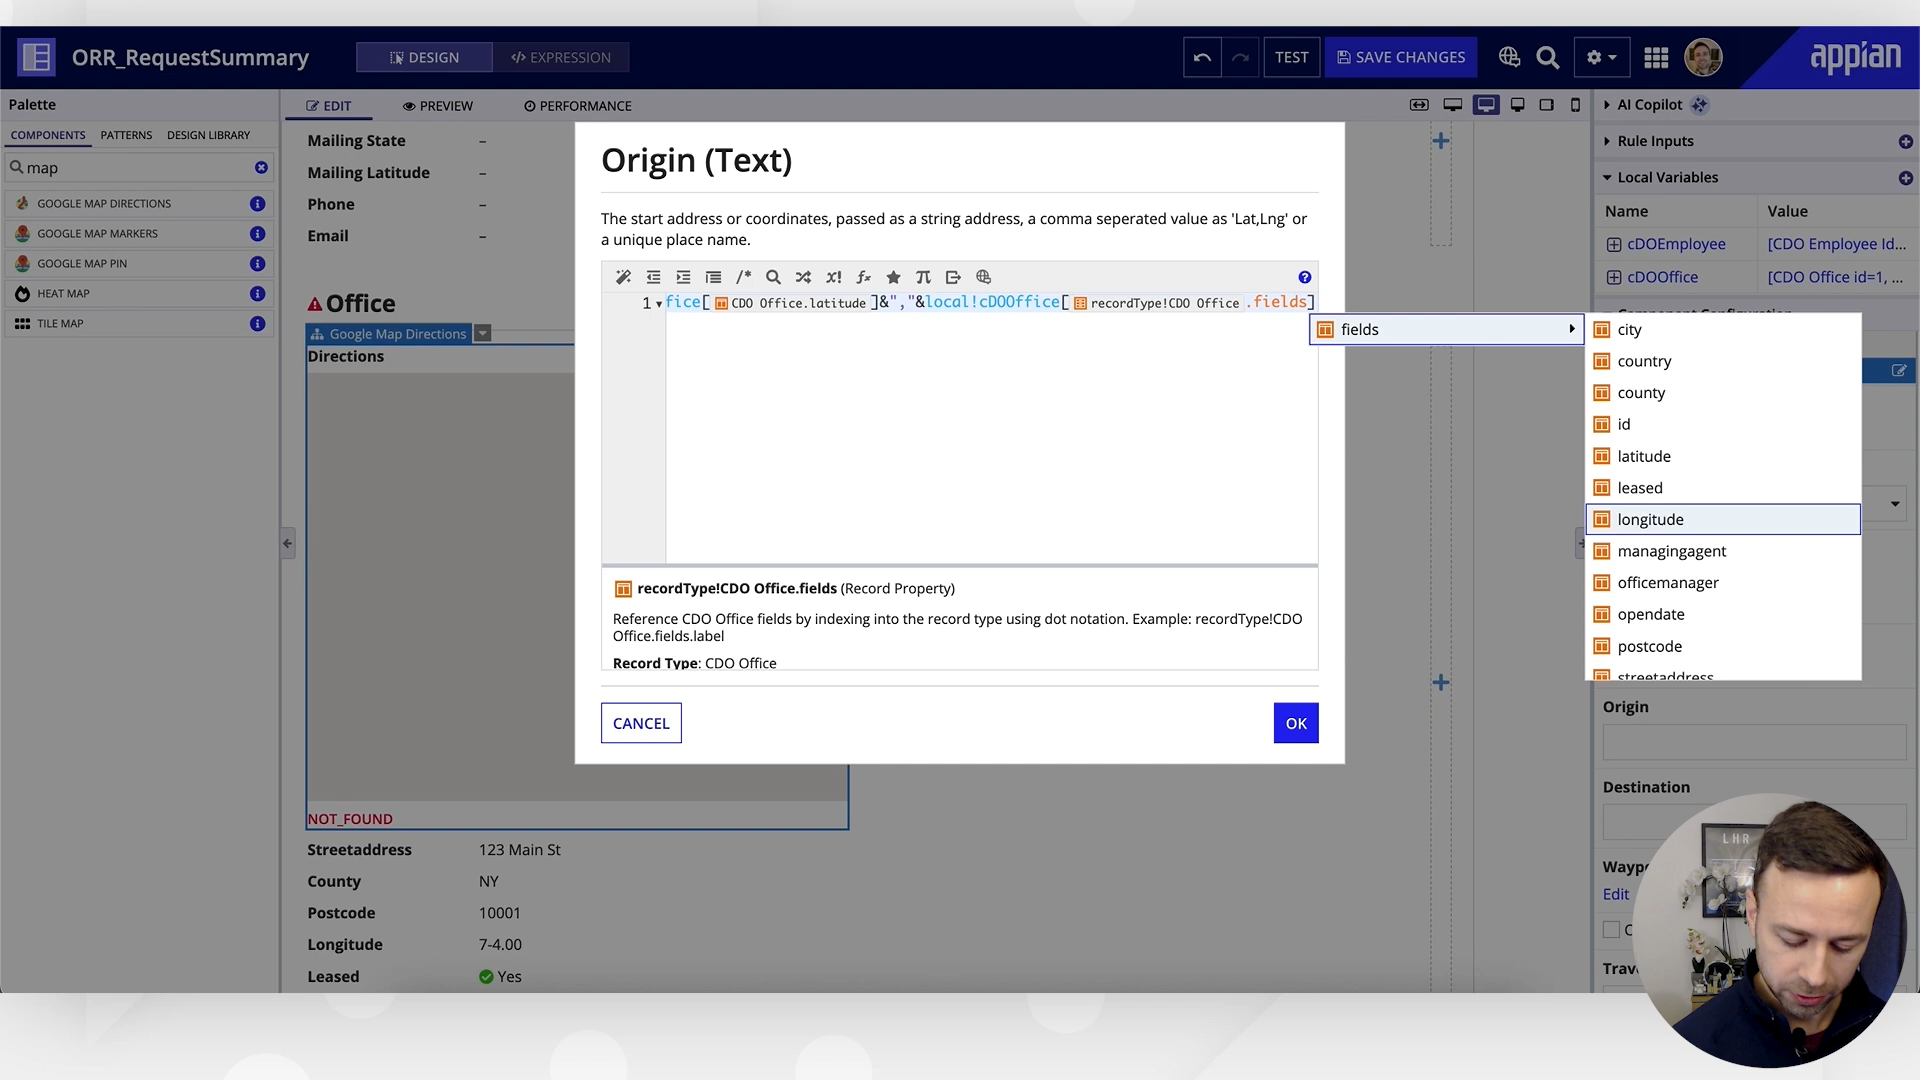 ORR_RequestSummary
DESIGN
EXPRESSION
TEST
SAVE CHANGES
appian
Palette
EDIT
PREVIEW
PERFORMANCE
AI Copilot
COMPONENTS
PATTERNS
DESIGN LIBRARY
map
GOOGLE MAP DIRECTIONS
GOOGLE MAP MARKERS
GOOGLE MAP PIN
HEAT MAP
TILE MAP
Mailing State –
Mailing Latitude –
Phone –
Email –
Office
Google Map Directions
Directions
NOT_FOUND
Streetaddress 123 Main St
County NY
Postcode 10001
Longitude 7-4.00
Leased Yes
Origin (Text)
The start address or coordinates, passed as a string address, a comma seperated value as 'Lat,Lng' or
a unique place name.
1 fice[ CDO Office.latitude ]&","&local!cDOOffice[ recordType!CDO Office .fields]
recordType!CDO Office.fields (Record Property)
Reference CDO Office fields by indexing into the record type using dot notation. Example: recordType!CDO
Office.fields.label
Record Type: CDO Office
CANCEL
OK
fields
city
country
county
id
latitude
leased
longitude
managingagent
officemanager
opendate
postcode
streetaddress
Rule Inputs
Local Variables
Name Value
cDOEmployee [CDO Employee Id...
cDOOffice [CDO Office id=1, ...
Component Configuration
Origin
Destination
Edit
LHR